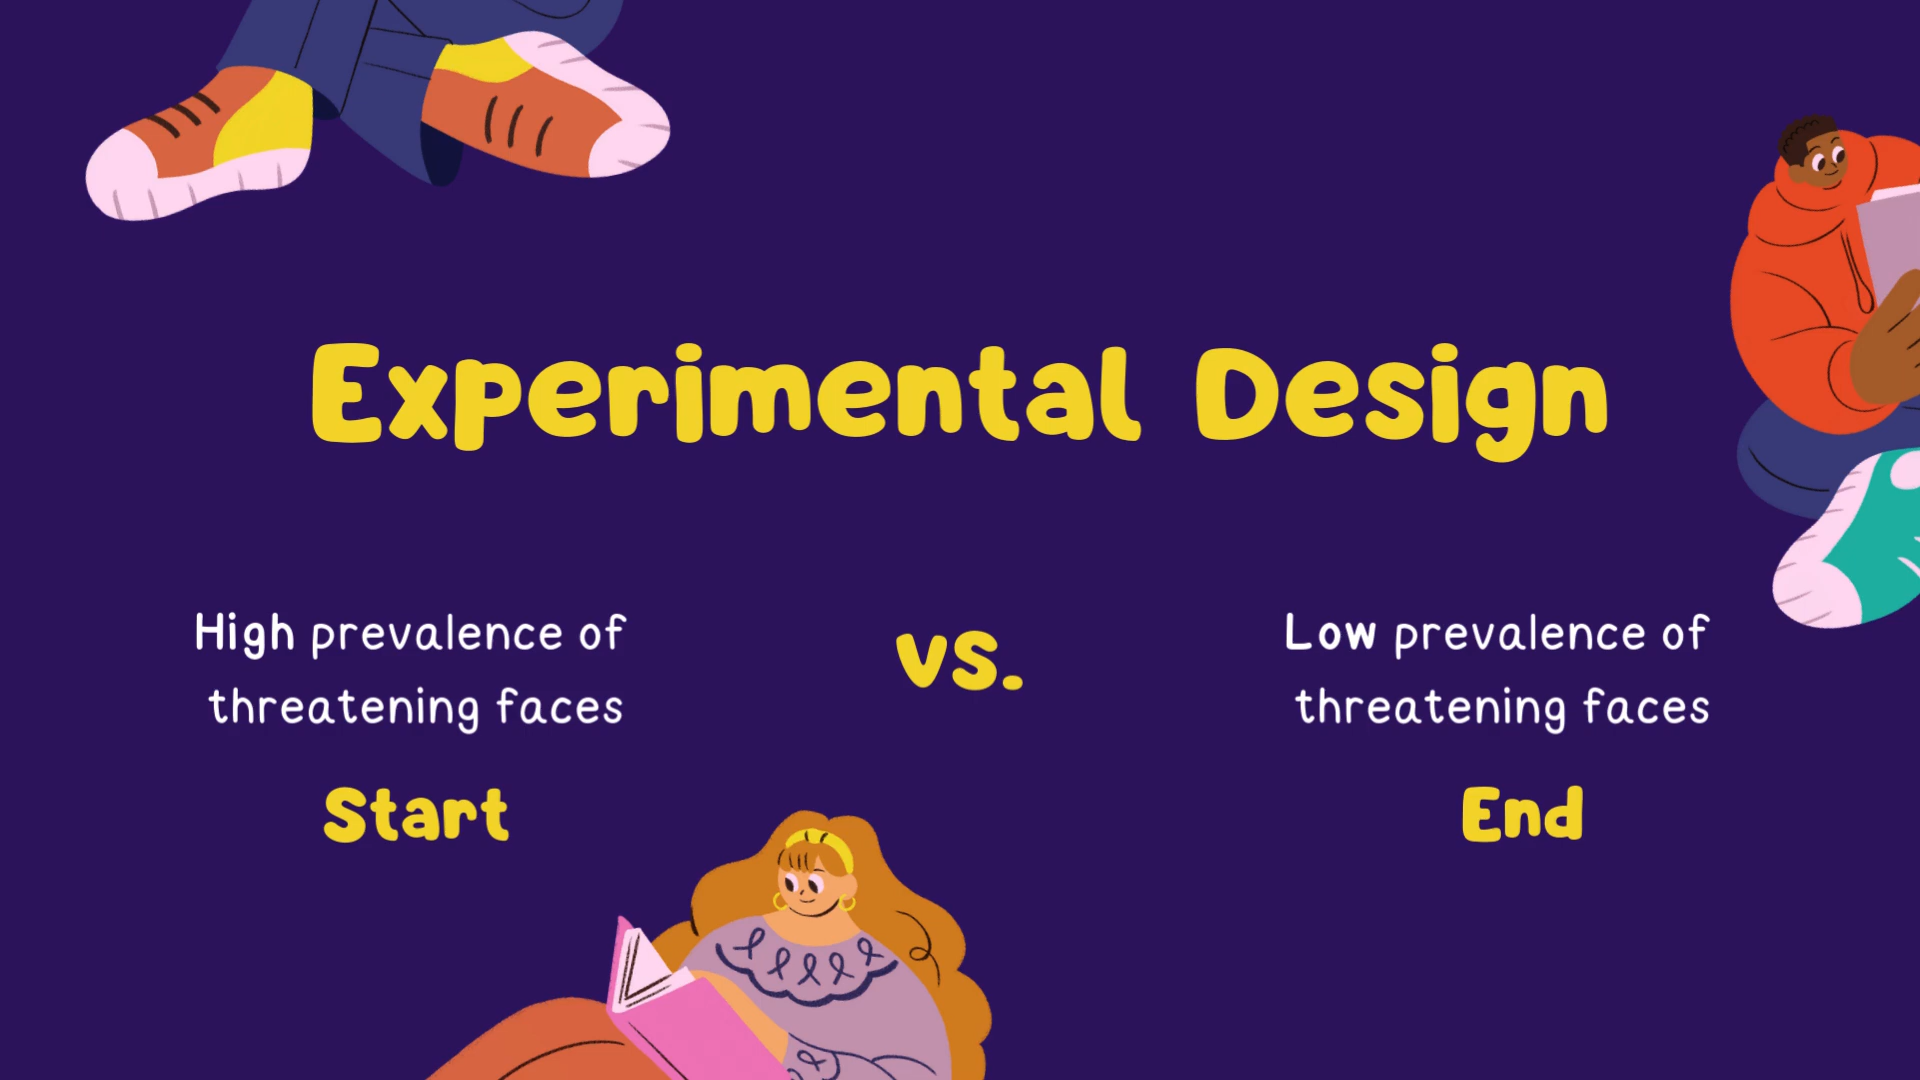 Experimental Design
High prevalence of
threatening faces
vs.
Low prevalence of
threatening faces
Start
End